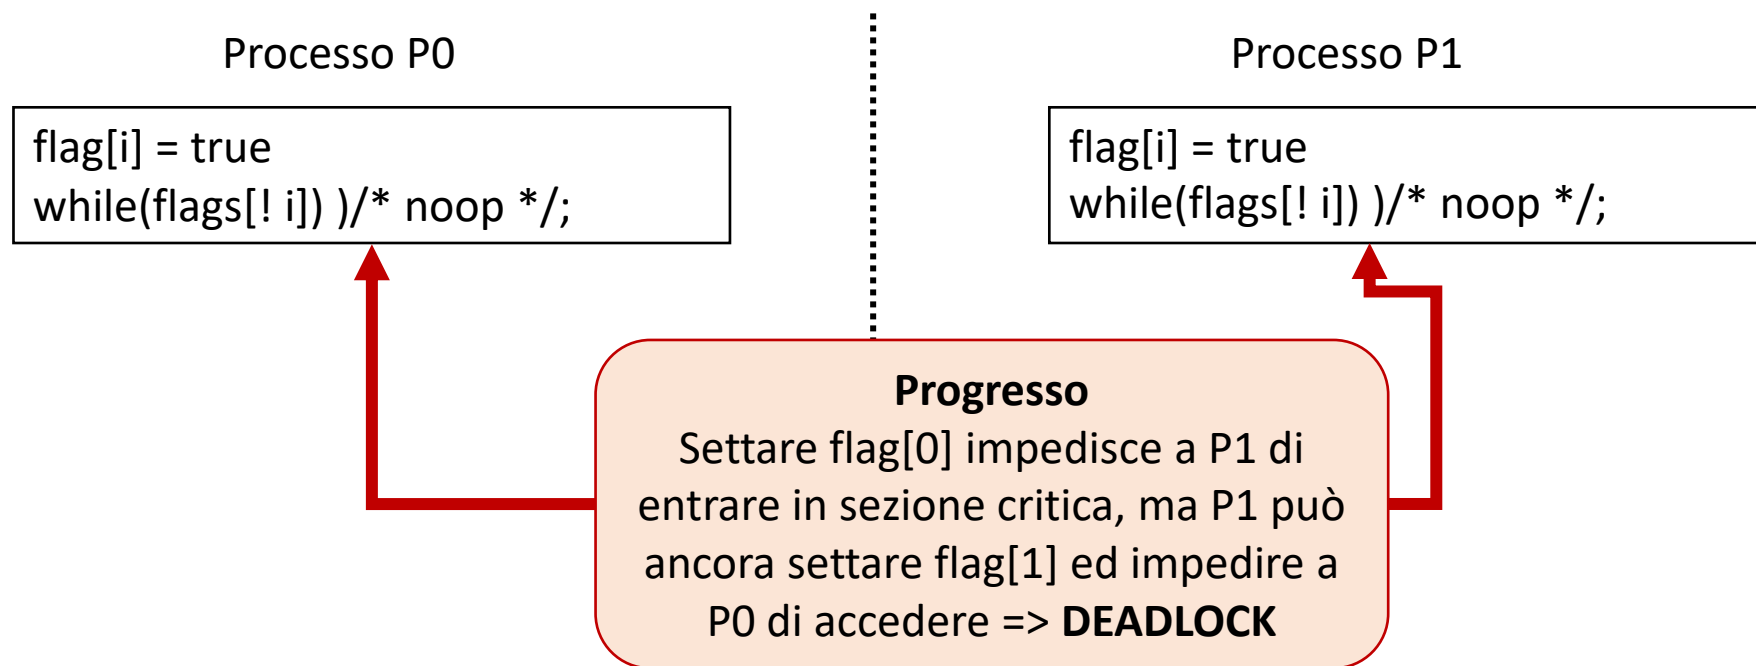 Processo P0
flag[i] = true
while(flags[! i]) )/* noop */;
Processo P1
flag[i] = true
while(flags[! i]) )/* noop */;
Progresso
Settare flag[0] impedisce a P1 di
entrare in sezione critica, ma P1 può
ancora settare flag[1] ed impedire a
P0 di accedere => DEADLOCK